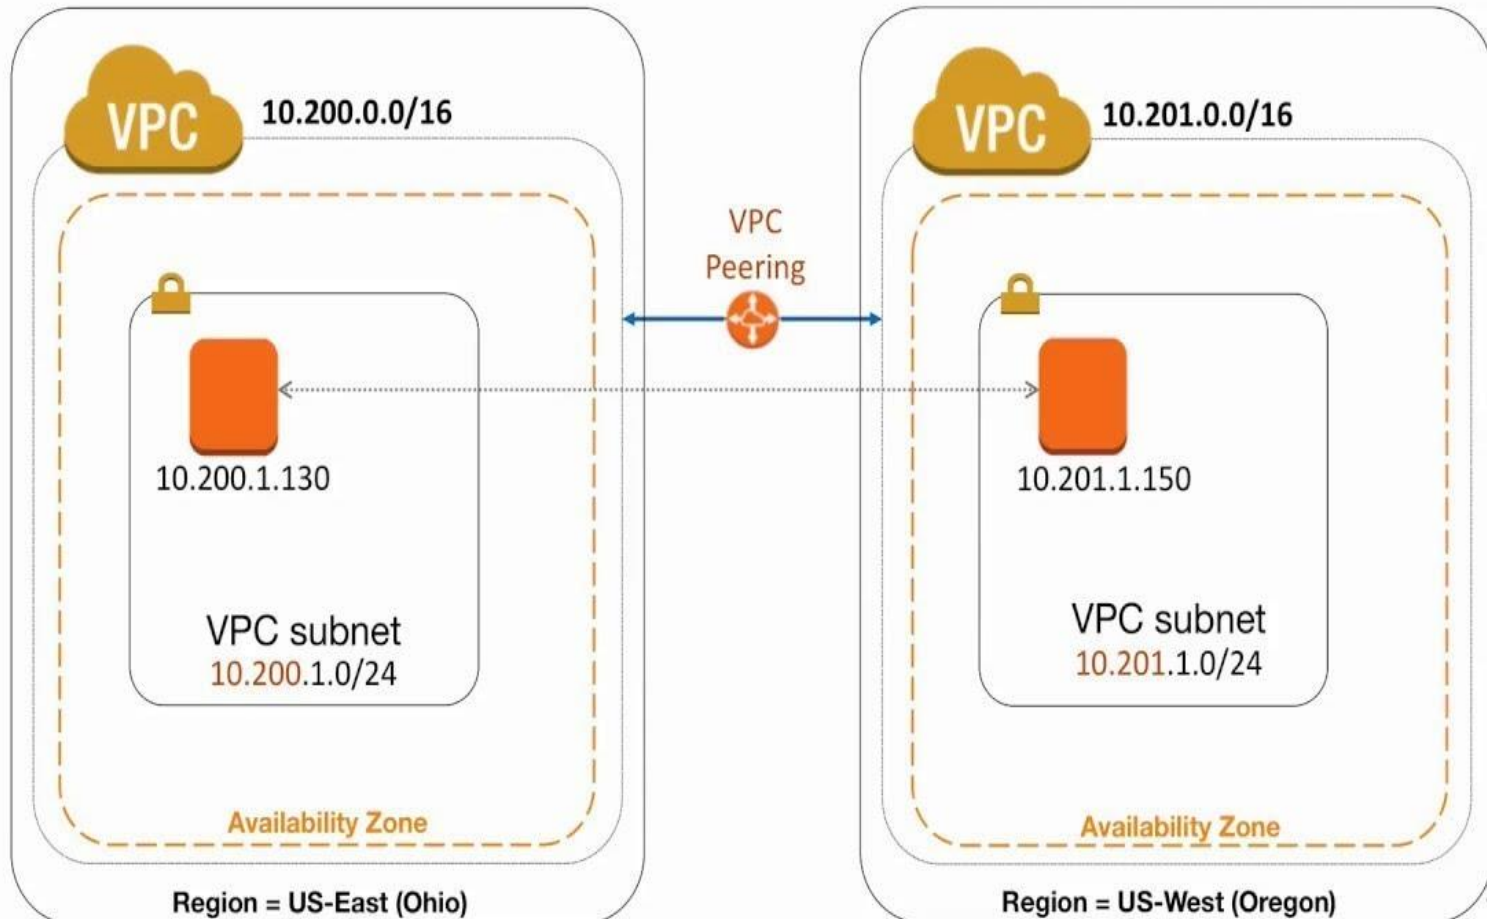 VPC
10.200.0.0/16
10.200.1.130
VPC subnet
10.200.1.0/24
Availability Zone
Region = US-East (Ohio)
VPC
Peering
VPC
10.201.0.0/16
10.201.1.150
VPC subnet
10.201.1.0/24
Availability Zone
Region = US-West (Oregon)